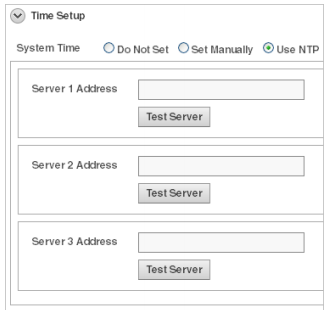 Time Setup
System Time Do Not Set Set Manually Use NTP
Server 1 Address
Test Server
Server 2 Address
Test Server
Server 3 Address
Test Server